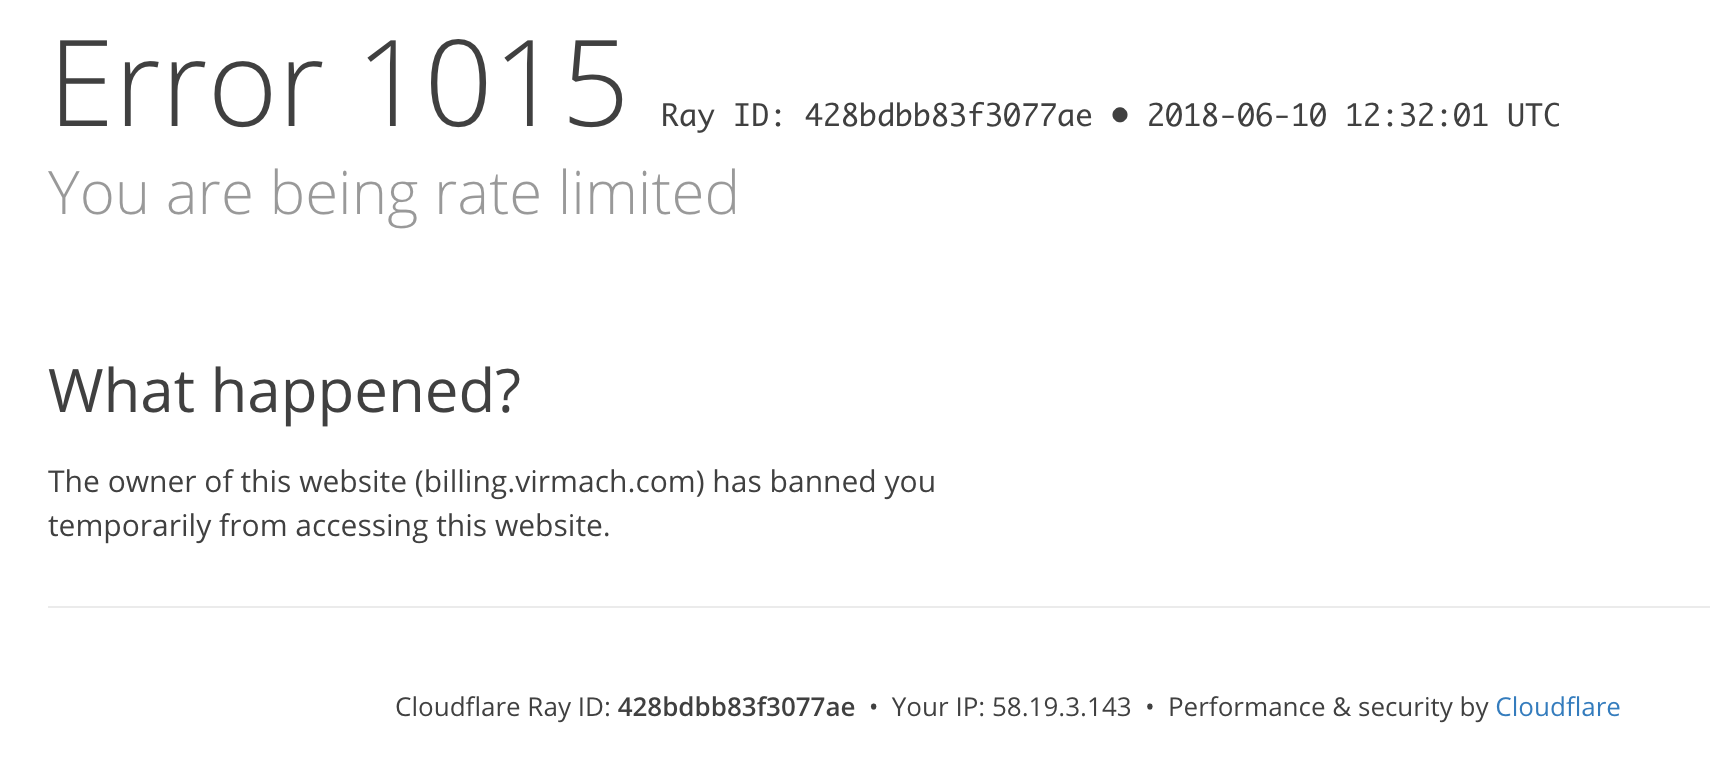 Error 1015 Ray ID: 428bdbb83f3077ae • 2018-06-10 12:32:01 UTC
You are being rate limited
What happened?
The owner of this website (billing.virmach.com) has banned you
temporarily from accessing this website.
Cloudflare Ray ID: 428bdbb83f3077ae • Your IP: 58.19.3.143 • Performance & security by Cloudflare